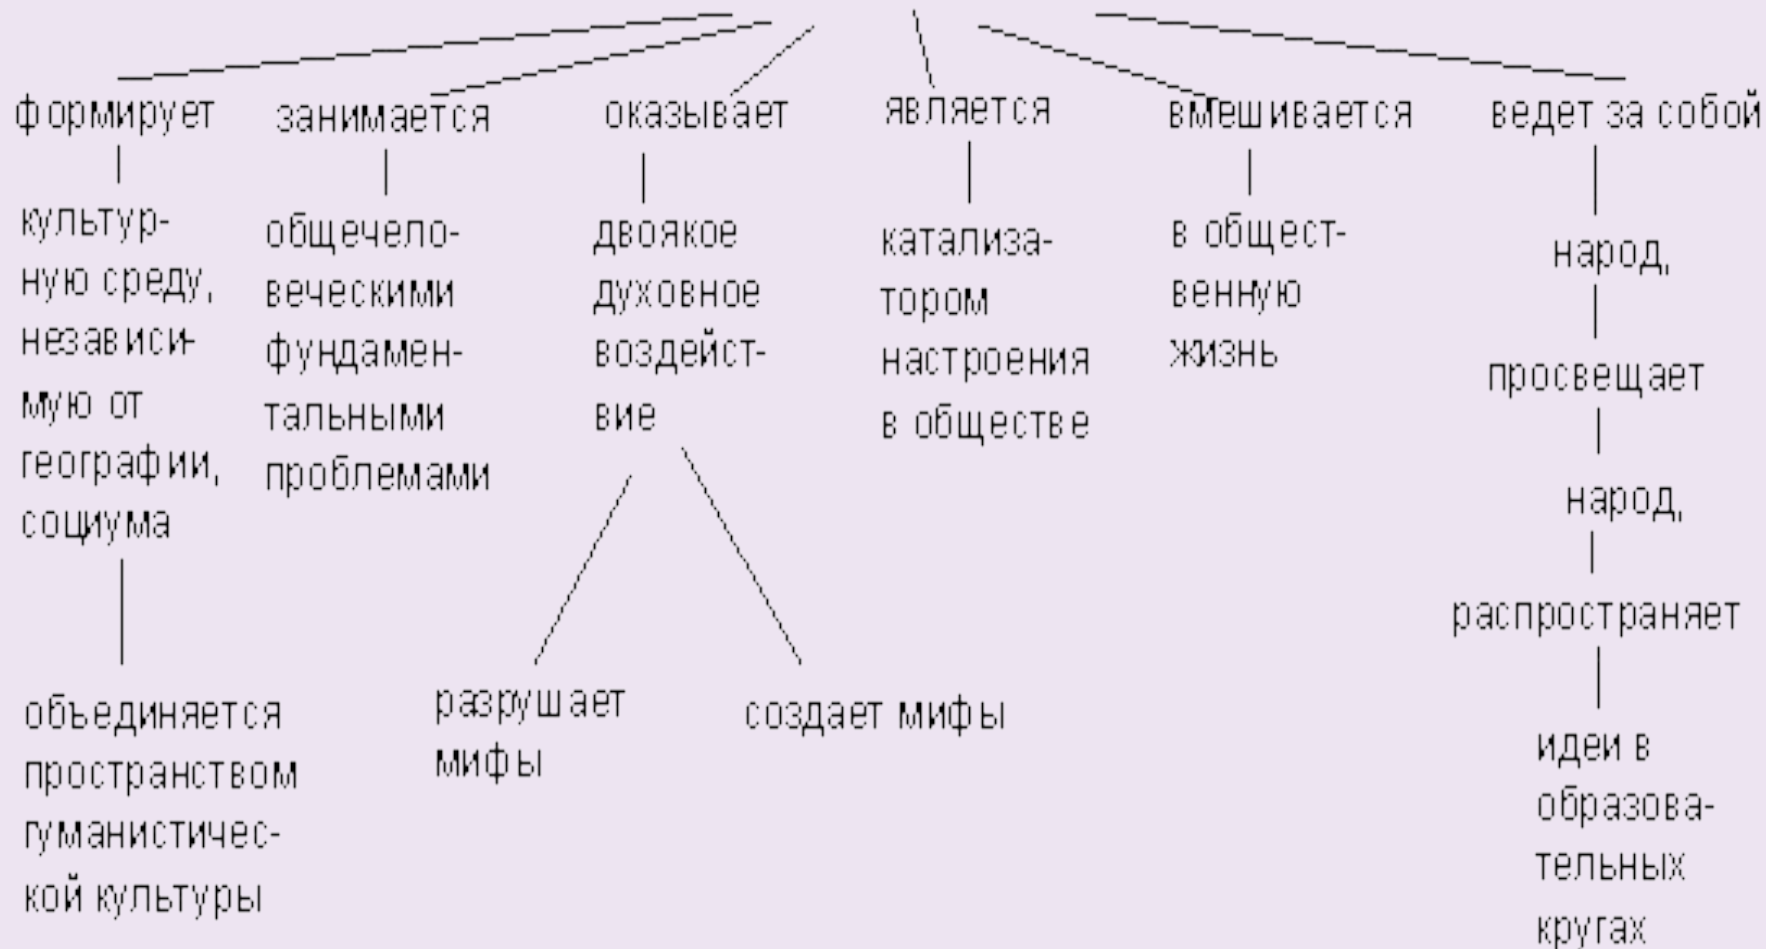 формирует
культур-
ную среду,
независи-
мую от
географии,
социума
объединяется
пространством
гуманистичес-
кой культуры
занимается
общечело-
веческими
фундамен-
тальными
проблемами
оказывает
двоякое
духовное
воздейст-
вие
разрушает
мифы
создает мифы
является
катализа-
тором
настроения
в обществе
вмешивается
в общест-
венную
жизнь
ведет за собой
народ,
просвещает
народ,
распространяет
идеи в
образова-
тельных
кругах